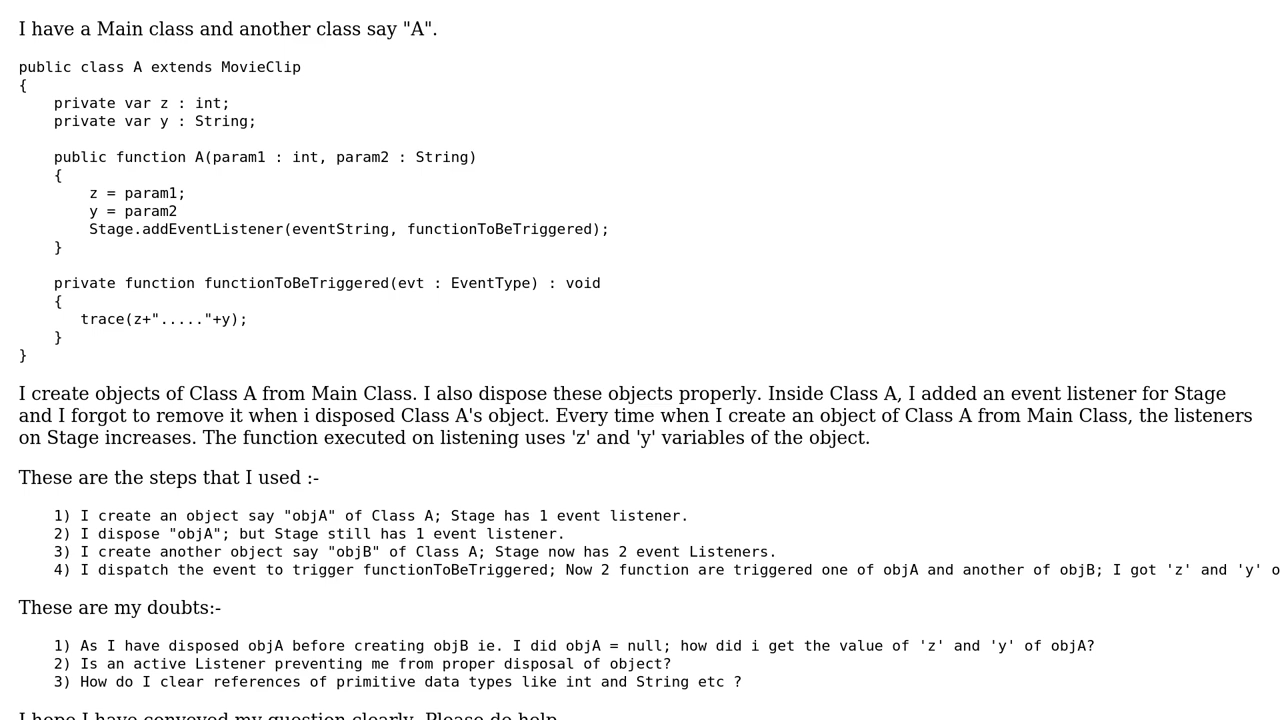 I have a Main class and another class say "A".
public class A extends MovieClip
{
    private var z : int;
    private var y : String;
    public function A(param1 : int, param2 : String)
    {
        z = param1;
        y = param2
        Stage.addEventListener(eventString, functionToBeTriggered);
    }
    private function functionToBeTriggered(evt : EventType) : void
    {
       trace(z+"....."+y);
    }
}
I create objects of Class A from Main Class. I also dispose these objects properly. Inside Class A, I added an event listener for Stage
and I forgot to remove it when i disposed Class A's object. Every time when I create an object of Class A from Main Class, the listeners
on Stage increases. The function executed on listening uses 'z' and 'y' variables of the object.
These are the steps that I used :-
    1) I create an object say "objA" of Class A; Stage has 1 event listener.
    2) I dispose "objA"; but Stage still has 1 event listener.
    3) I create another object say "objB" of Class A; Stage now has 2 event Listeners.
    4) I dispatch the event to trigger functionToBeTriggered; Now 2 function are triggered one of objA and another of objB; I got 'z' and 'y' o
These are my doubts:-
    1) As I have disposed objA before creating objB ie. I did objA = null; how did i get the value of 'z' and 'y' of objA?
    2) Is an active Listener preventing me from proper disposal of object?
    3) How do I clear references of primitive data types like int and String etc ?
I hope I have conveyed my question clearly. Please do help.